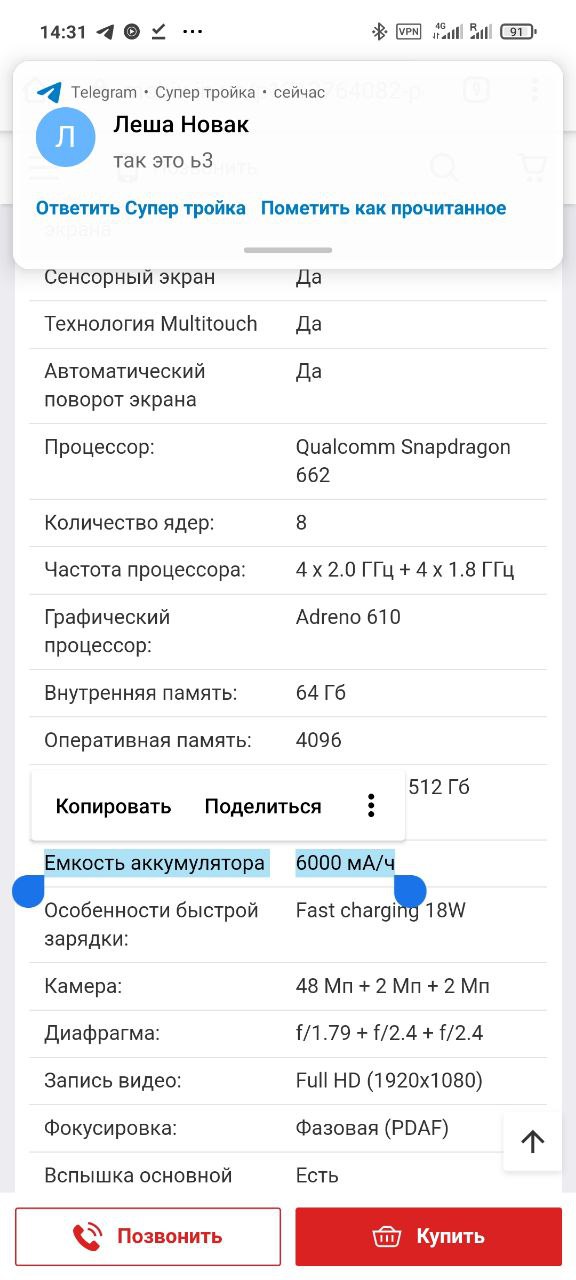 14:31
VPN
4G
R
91
Telegram • Супер тройка • сейчас
Л
Леша Новак
так это ь3
Ответить Супер тройка Пометить как прочитанное
экрана
Сенсорный экран Да
Технология Multitouch Да
Автоматический Да
поворот экрана
Процессор: Qualcomm Snapdragon
662
Количество ядер: 8
Частота процессора: 4 x 2.0 ГГц + 4 x 1.8 ГГц
Графический Adreno 610
процессор:
Внутренняя память: 64 Гб
Оперативная память: 4096
512 Гб
Копировать Поделиться
Емкость аккумулятора 6000 мА/ч
Особенности быстрой Fast charging 18W
зарядки:
Камера: 48 Мп + 2 Мп + 2 Мп
Диафрагма: f/1.79 + f/2.4 + f/2.4
Запись видео: Full HD (1920x1080)
Фокусировка: Фазовая (PDAF)
Вспышка основной Есть
Позвонить Купить